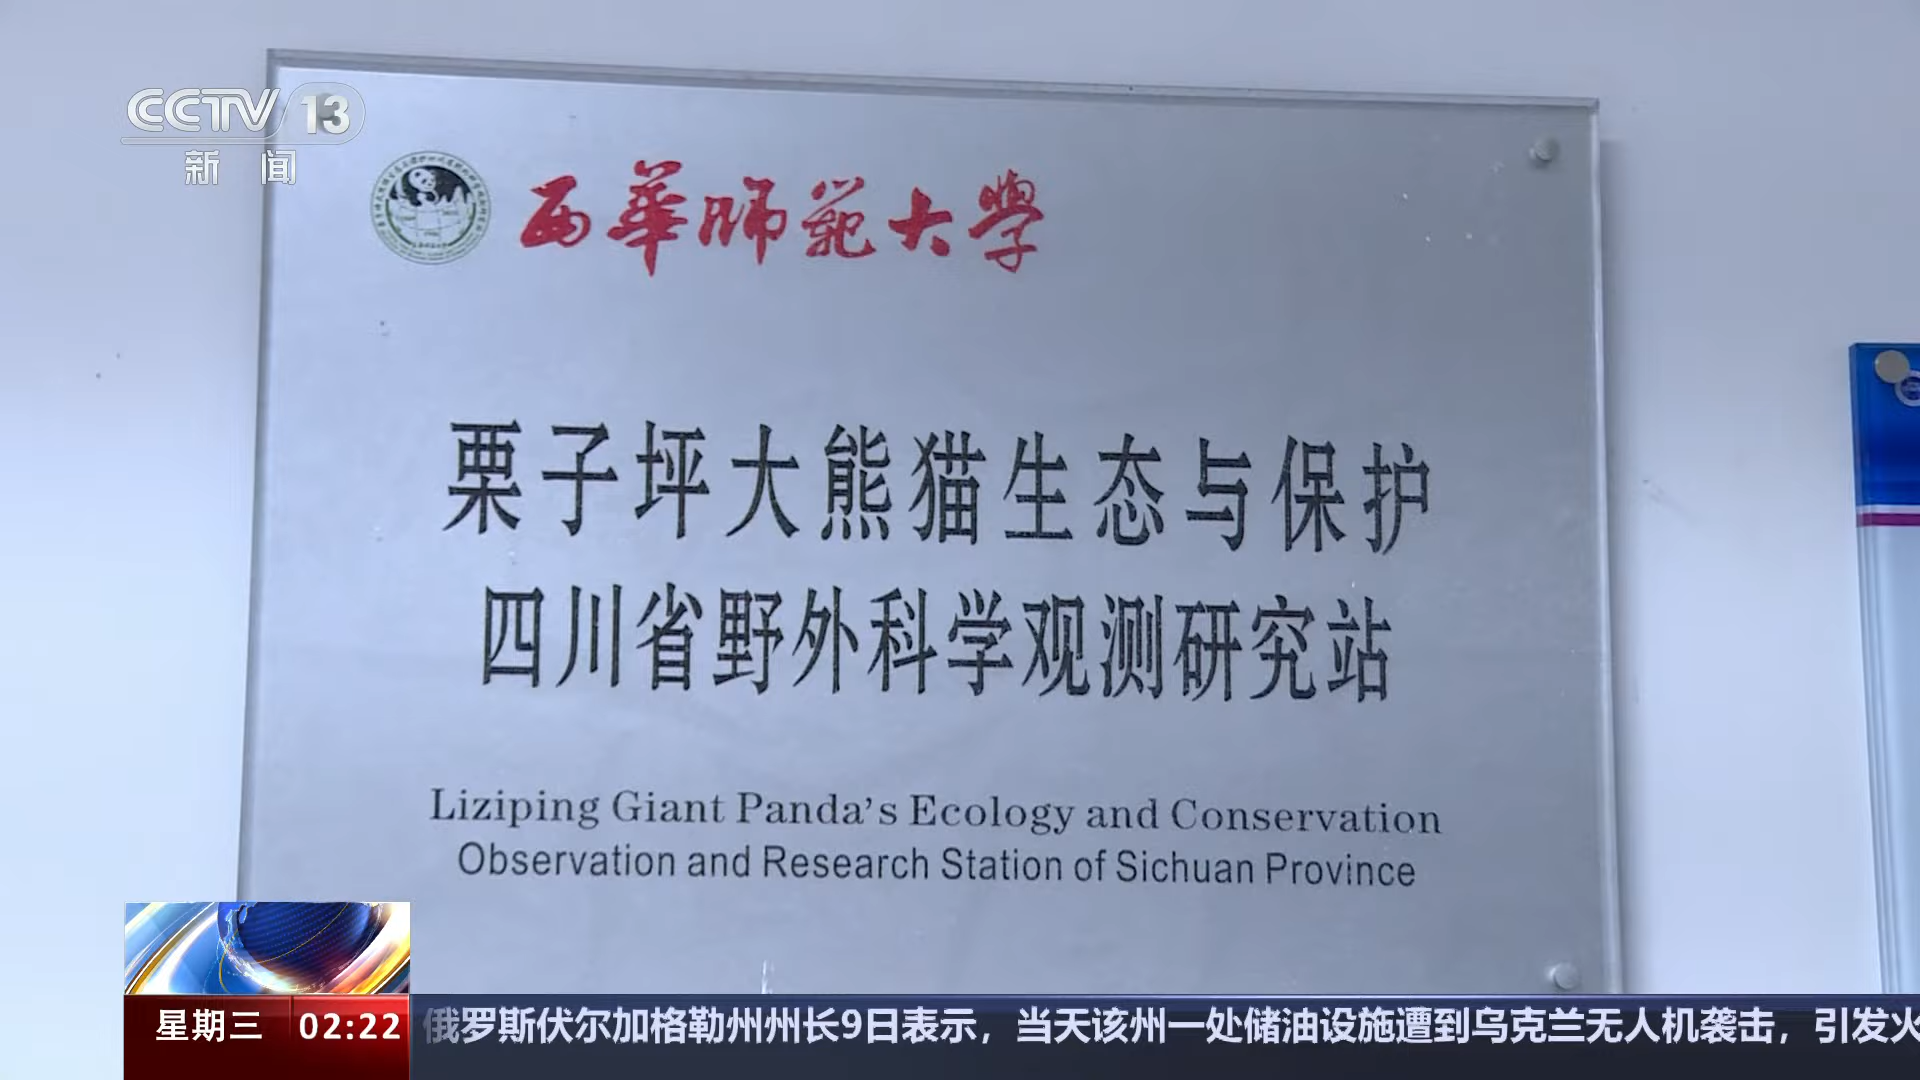 CCTV 13
新闻
西华师范大学
栗子坪大熊猫生态与保护
四川省野外科学观测研究站
Liziping Giant Panda's Ecology and Conservation
Observation and Research Station of Sichuan Province
星期三 02:22
俄罗斯伏尔加格勒州州长9日表示，当天该州一处储油设施遭到乌克兰无人机袭击，引发火